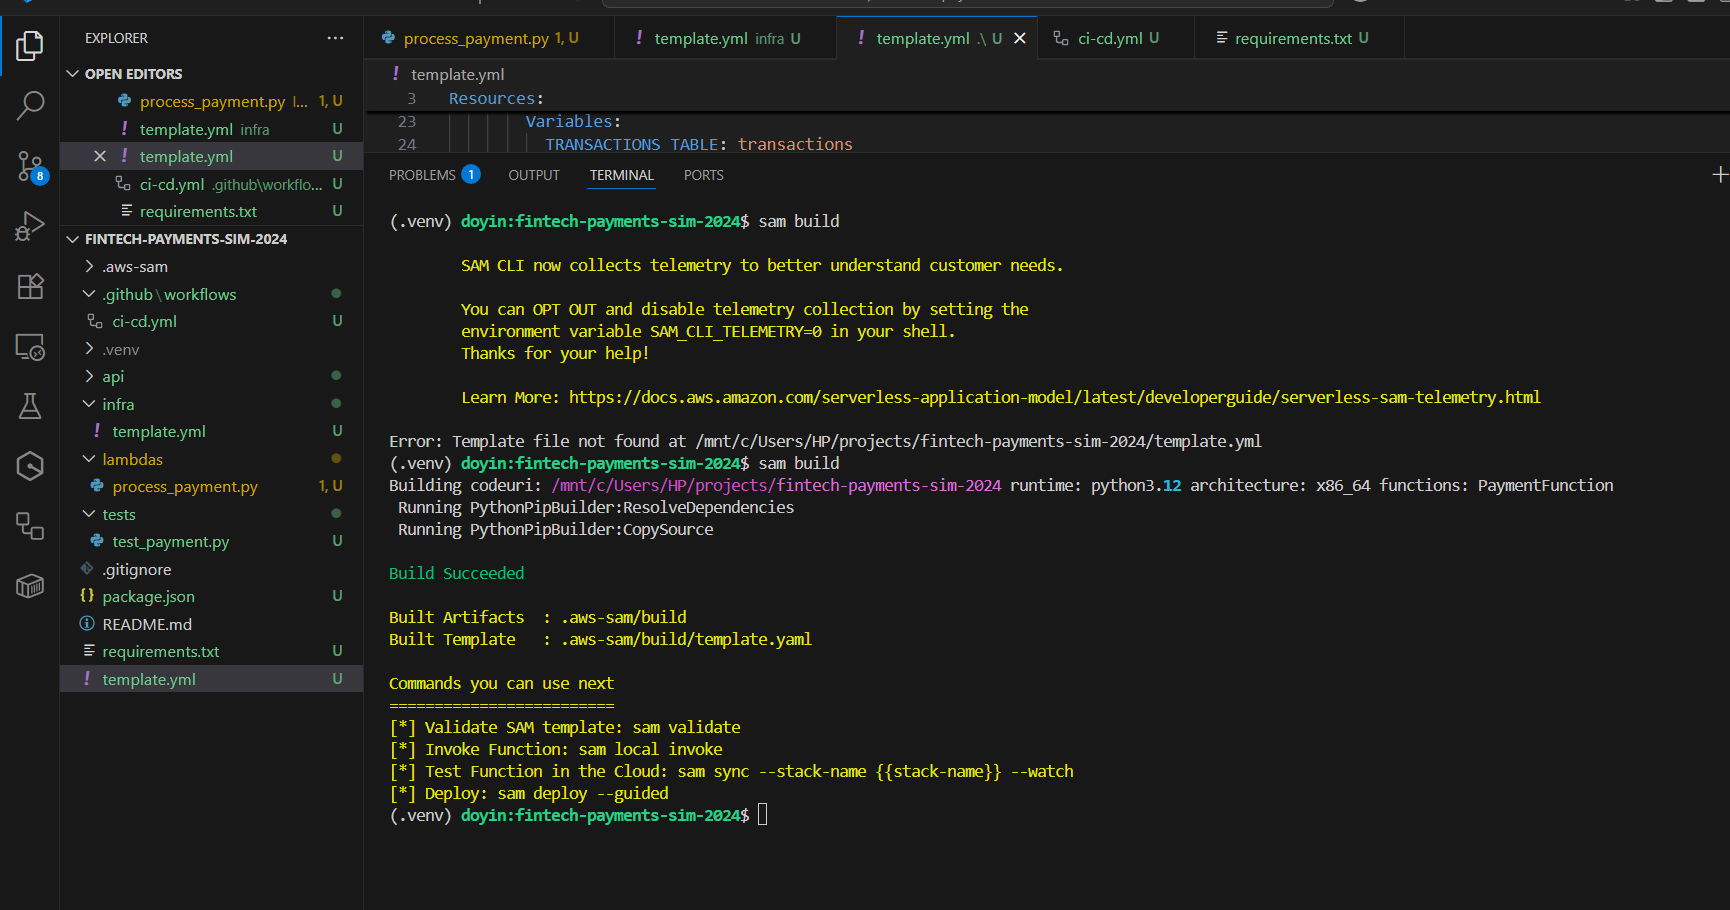 EXPLORER ···
OPEN EDITORS
process_payment.py l... 1, U
template.yml infra U
template.yml U
ci-cd.yml .github\workflo... U
requirements.txt U
8
FINTECH-PAYMENTS-SIM-2024
.aws-sam
.github\workflows
ci-cd.yml U
.venv
api
infra
template.yml U
lambdas
process_payment.py 1, U
tests
test_payment.py U
.gitignore
package.json U
README.md
requirements.txt U
template.yml U
process_payment.py 1, U template.yml infra U template.yml .\ U ci-cd.yml U requirements.txt U
template.yml
3 Resources:
23 Variables:
24 TRANSACTIONS_TABLE: transactions
PROBLEMS 1 OUTPUT TERMINAL PORTS
(.venv) doyin:fintech-payments-sim-2024$ sam build
SAM CLI now collects telemetry to better understand customer needs.
You can OPT OUT and disable telemetry collection by setting the
environment variable SAM_CLI_TELEMETRY=0 in your shell.
Thanks for your help!
Learn More: https://docs.aws.amazon.com/serverless-application-model/latest/developerguide/serverless-sam-telemetry.html
Error: Template file not found at /mnt/c/Users/HP/projects/fintech-payments-sim-2024/template.yml
(.venv) doyin:fintech-payments-sim-2024$ sam build
Building codeuri: /mnt/c/Users/HP/projects/fintech-payments-sim-2024 runtime: python3.12 architecture: x86_64 functions: PaymentFunction
Running PythonPipBuilder:ResolveDependencies
Running PythonPipBuilder:CopySource
Build Succeeded
Built Artifacts : .aws-sam/build
Built Template : .aws-sam/build/template.yaml
Commands you can use next
=========================
[*] Validate SAM template: sam validate
[*] Invoke Function: sam local invoke
[*] Test Function in the Cloud: sam sync --stack-name {{stack-name}} --watch
[*] Deploy: sam deploy --guided
(.venv) doyin:fintech-payments-sim-2024$